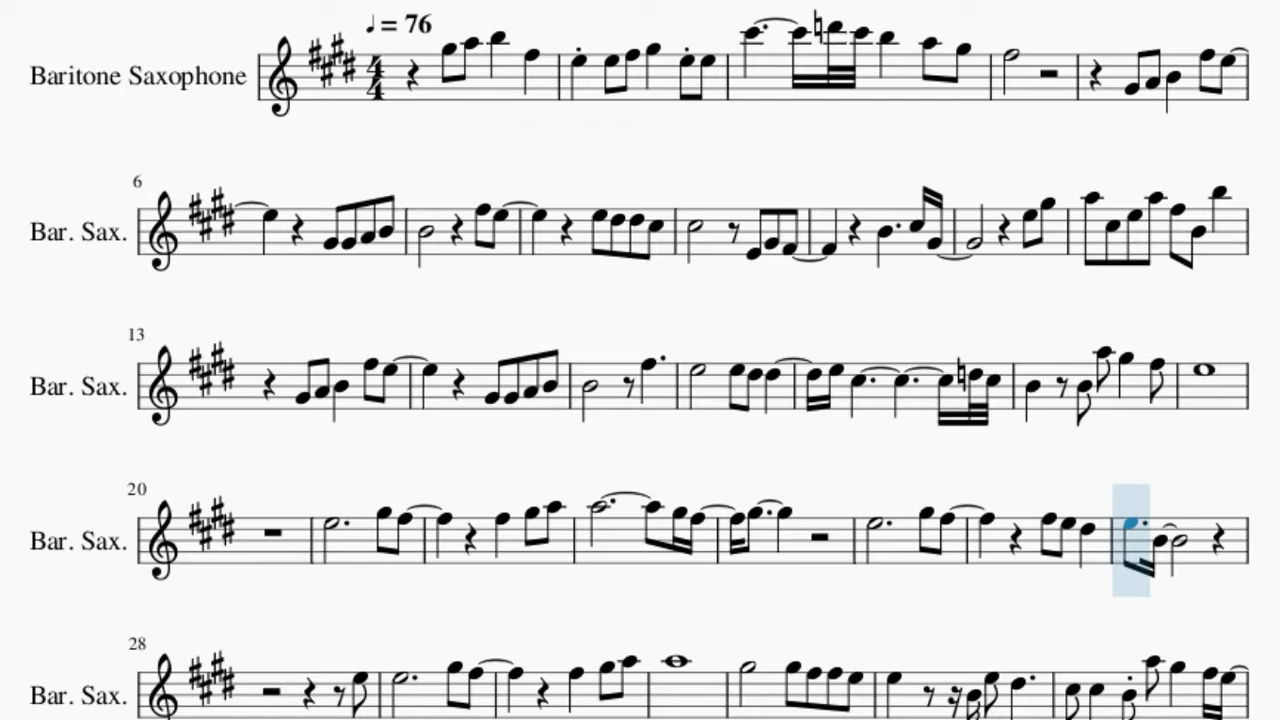 ♩ = 76
Baritone Saxophone
4
4
6
Bar. Sax.
13
Bar. Sax.
20
Bar. Sax.
28
Bar. Sax.